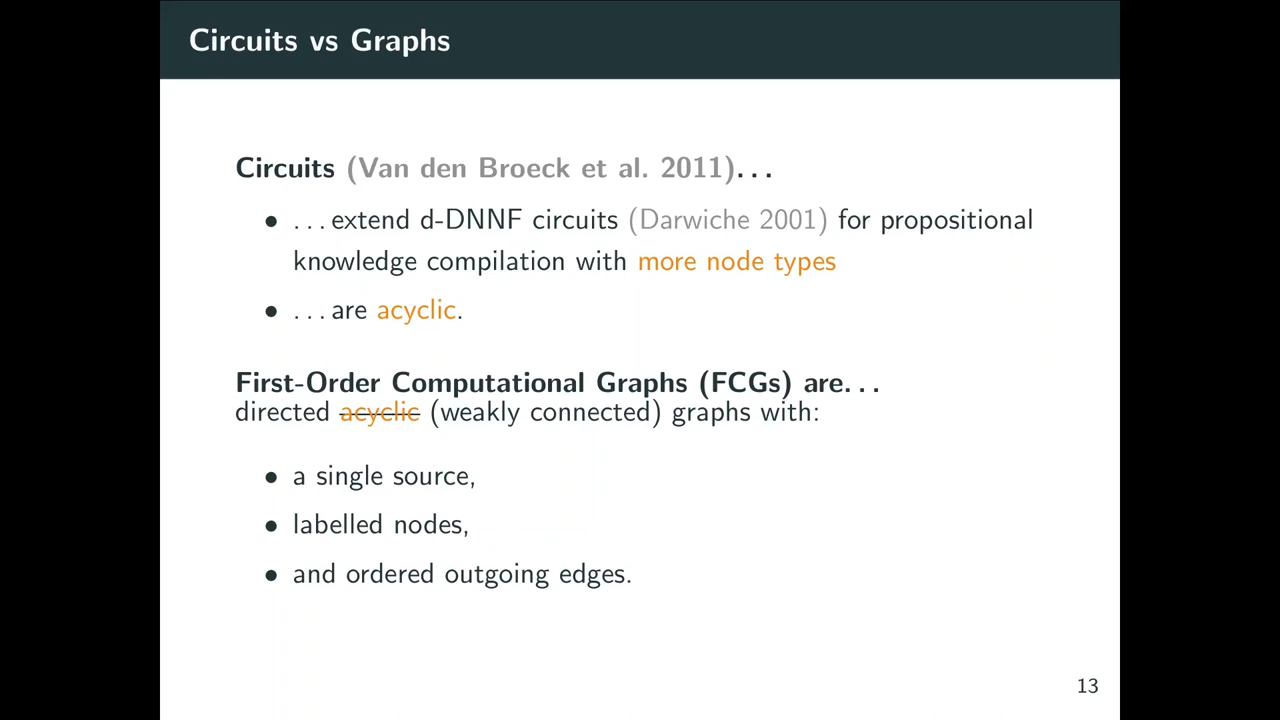 Circuits vs Graphs
Circuits (Van den Broeck et al. 2011)...
• ...extend d-DNNF circuits (Darwiche 2001) for propositional
knowledge compilation with more node types
• ...are acyclic.
First-Order Computational Graphs (FCGs) are...
directed acyclic (weakly connected) graphs with:
• a single source,
• labelled nodes,
• and ordered outgoing edges.
13